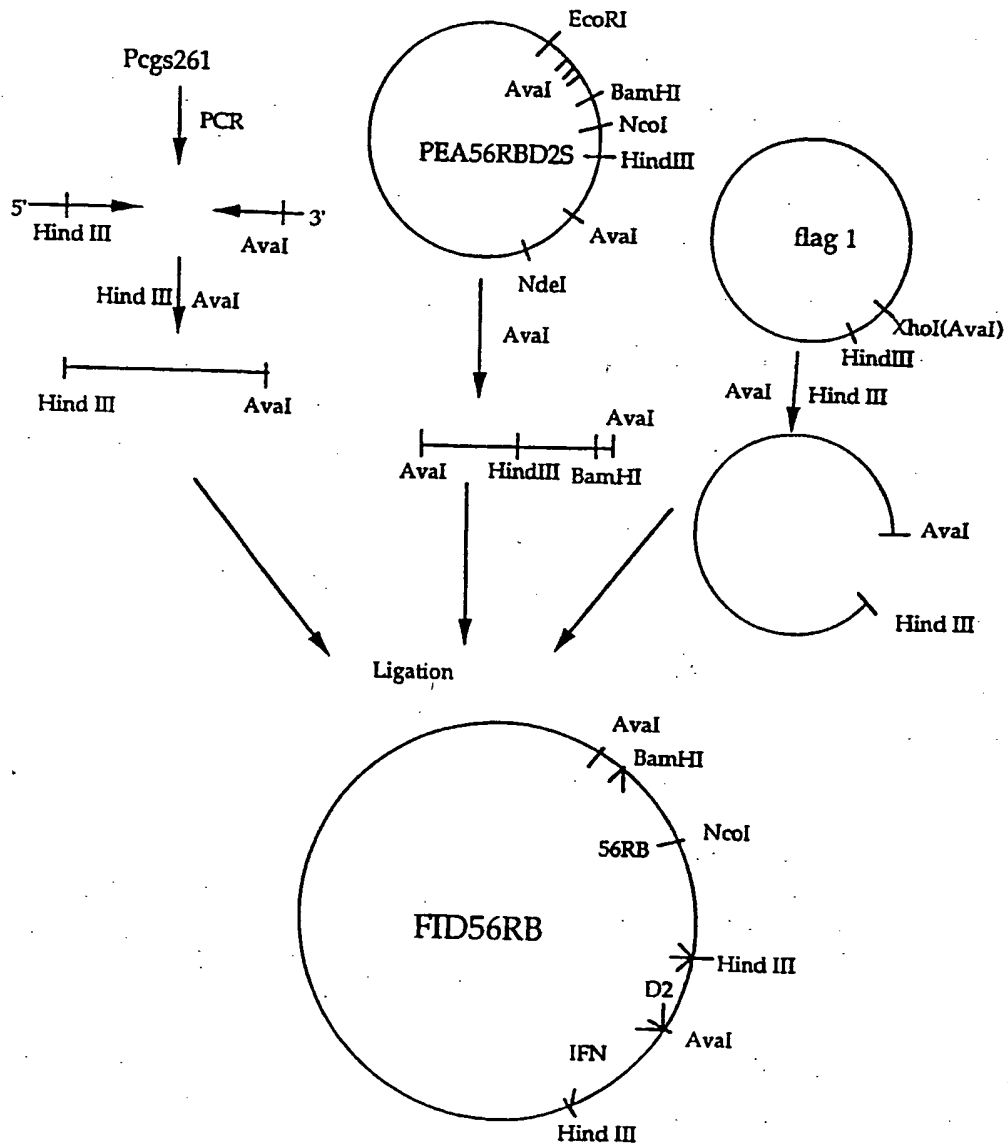 Pcgs261
PCR
5'
Hind III
AvaI
3'
Hind III
AvaI
Hind III
AvaI
EcoRI
AvaI
BamHI
NcoI
PEA56RBD2S
HindIII
AvaI
NdeI
AvaI
AvaI
AvaI
HindIII
BamHI
flag 1
XhoI(AvaI)
HindIII
AvaI
Hind III
AvaI
Hind III
Ligation
AvaI
BamHI
NcoI
56RB
FTD56RB
Hind III
D2
AvaI
IFN
Hind III